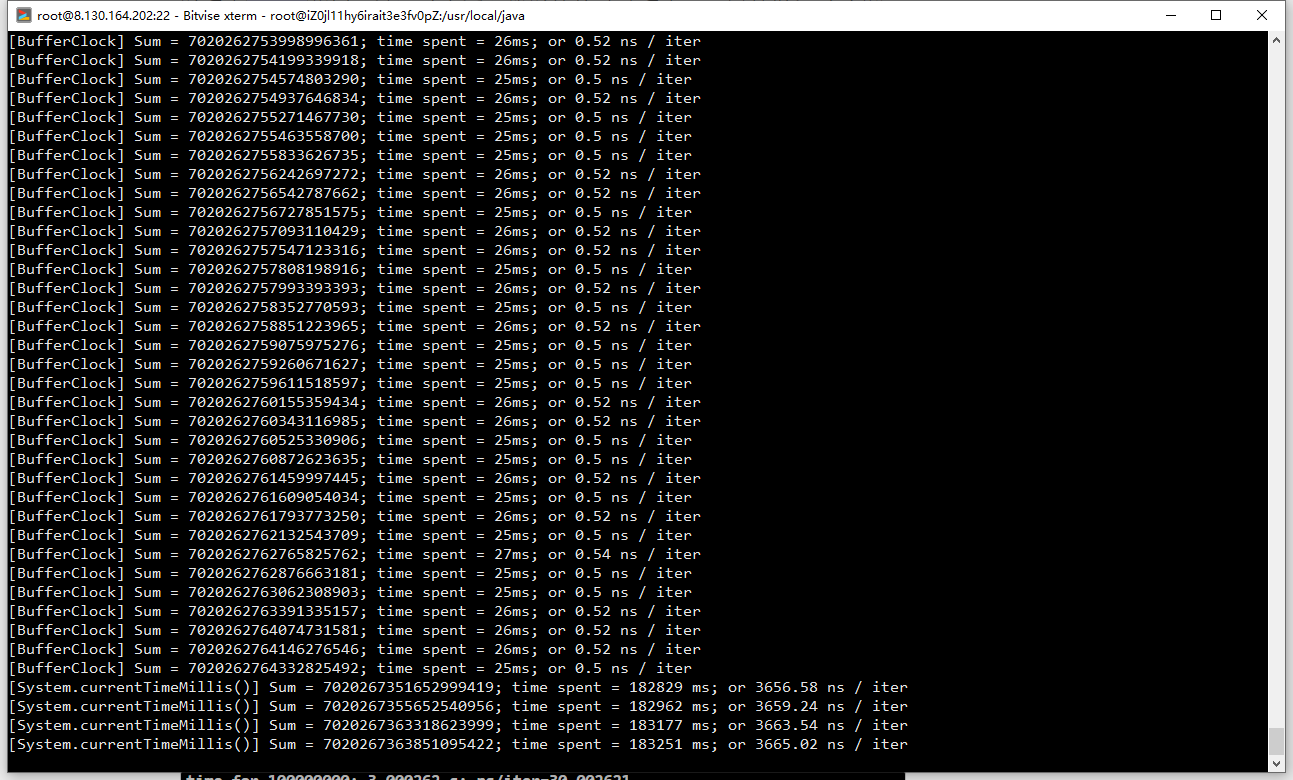 root@8.130.164.202:22 - Bitvise xterm - root@iZ0jl11hy6irait3e3fv0pZ:/usr/local/java
[BufferClock] Sum = 7020262753998996361; time spent = 26ms; or 0.52 ns / iter
[BufferClock] Sum = 7020262754199339918; time spent = 26ms; or 0.52 ns / iter
[BufferClock] Sum = 7020262754574803290; time spent = 25ms; or 0.5 ns / iter
[BufferClock] Sum = 7020262754937646834; time spent = 26ms; or 0.52 ns / iter
[BufferClock] Sum = 7020262755271467730; time spent = 25ms; or 0.5 ns / iter
[BufferClock] Sum = 7020262755463558700; time spent = 25ms; or 0.5 ns / iter
[BufferClock] Sum = 7020262755833626735; time spent = 25ms; or 0.5 ns / iter
[BufferClock] Sum = 7020262756242697272; time spent = 26ms; or 0.52 ns / iter
[BufferClock] Sum = 7020262756542787662; time spent = 26ms; or 0.52 ns / iter
[BufferClock] Sum = 7020262756727851575; time spent = 25ms; or 0.5 ns / iter
[BufferClock] Sum = 7020262757093110429; time spent = 26ms; or 0.52 ns / iter
[BufferClock] Sum = 7020262757547123316; time spent = 26ms; or 0.52 ns / iter
[BufferClock] Sum = 7020262757808198916; time spent = 25ms; or 0.5 ns / iter
[BufferClock] Sum = 7020262757993393393; time spent = 26ms; or 0.52 ns / iter
[BufferClock] Sum = 7020262758352770593; time spent = 25ms; or 0.5 ns / iter
[BufferClock] Sum = 7020262758851223965; time spent = 26ms; or 0.52 ns / iter
[BufferClock] Sum = 7020262759075975276; time spent = 25ms; or 0.5 ns / iter
[BufferClock] Sum = 7020262759260671627; time spent = 25ms; or 0.5 ns / iter
[BufferClock] Sum = 7020262759611518597; time spent = 25ms; or 0.5 ns / iter
[BufferClock] Sum = 7020262760155359434; time spent = 26ms; or 0.52 ns / iter
[BufferClock] Sum = 7020262760343116985; time spent = 26ms; or 0.52 ns / iter
[BufferClock] Sum = 7020262760525330906; time spent = 25ms; or 0.5 ns / iter
[BufferClock] Sum = 7020262760872623635; time spent = 25ms; or 0.5 ns / iter
[BufferClock] Sum = 7020262761459997445; time spent = 26ms; or 0.52 ns / iter
[BufferClock] Sum = 7020262761609054034; time spent = 25ms; or 0.5 ns / iter
[BufferClock] Sum = 7020262761793773250; time spent = 26ms; or 0.52 ns / iter
[BufferClock] Sum = 7020262762132543709; time spent = 25ms; or 0.5 ns / iter
[BufferClock] Sum = 7020262762765825762; time spent = 27ms; or 0.54 ns / iter
[BufferClock] Sum = 7020262762876663181; time spent = 25ms; or 0.5 ns / iter
[BufferClock] Sum = 7020262763062308903; time spent = 25ms; or 0.5 ns / iter
[BufferClock] Sum = 7020262763391335157; time spent = 26ms; or 0.52 ns / iter
[BufferClock] Sum = 7020262764074731581; time spent = 26ms; or 0.52 ns / iter
[BufferClock] Sum = 7020262764146276546; time spent = 26ms; or 0.52 ns / iter
[BufferClock] Sum = 7020262764332825492; time spent = 25ms; or 0.5 ns / iter
[System.currentTimeMillis()] Sum = 7020267351652999419; time spent = 182829 ms; or 3656.58 ns / iter
[System.currentTimeMillis()] Sum = 7020267355652540956; time spent = 182962 ms; or 3659.24 ns / iter
[System.currentTimeMillis()] Sum = 7020267363318623999; time spent = 183177 ms; or 3663.54 ns / iter
[System.currentTimeMillis()] Sum = 7020267363851095422; time spent = 183251 ms; or 3665.02 ns / iter